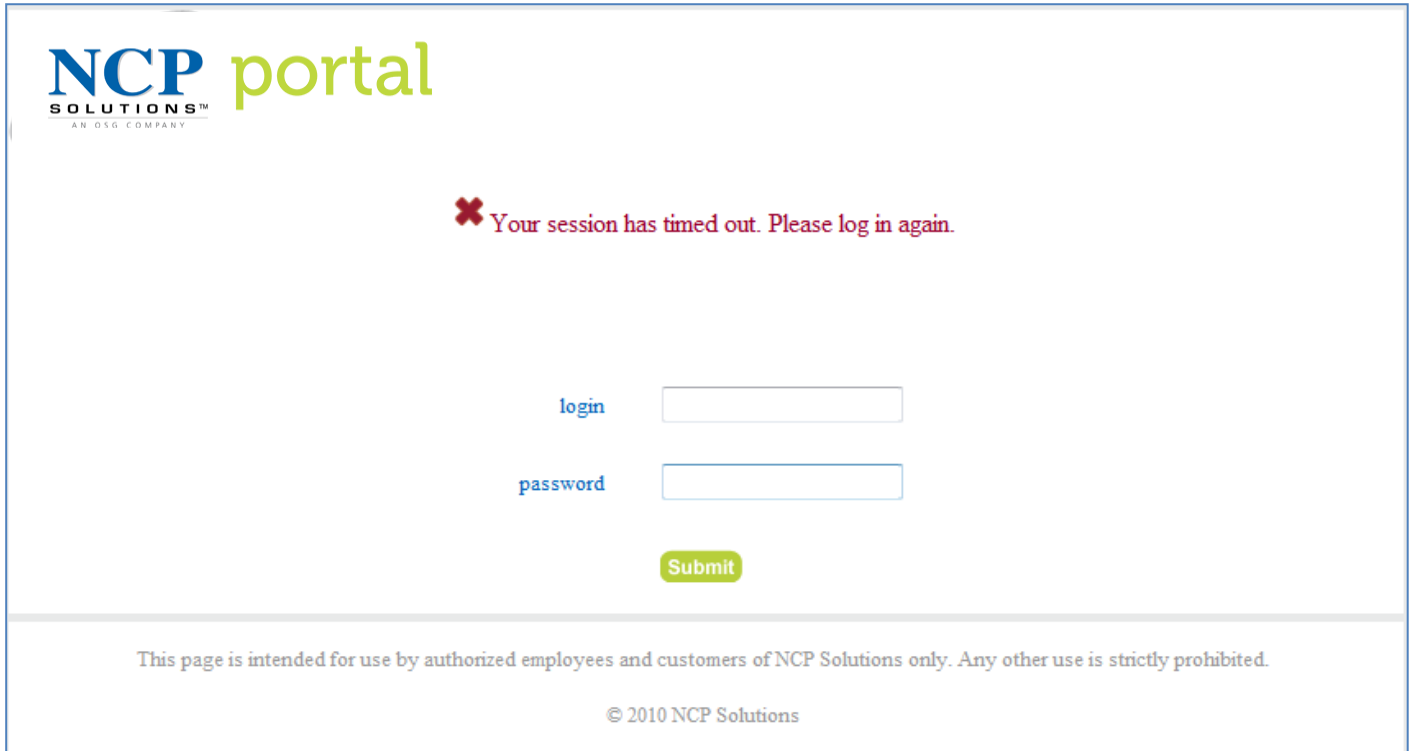 NCP portal
SOLUTIONS™
AN OSG COMPANY
Your session has timed out. Please log in again.
login
password
Submit
This page is intended for use by authorized employees and customers of NCP Solutions only. Any other use is strictly prohibited.
© 2010 NCP Solutions